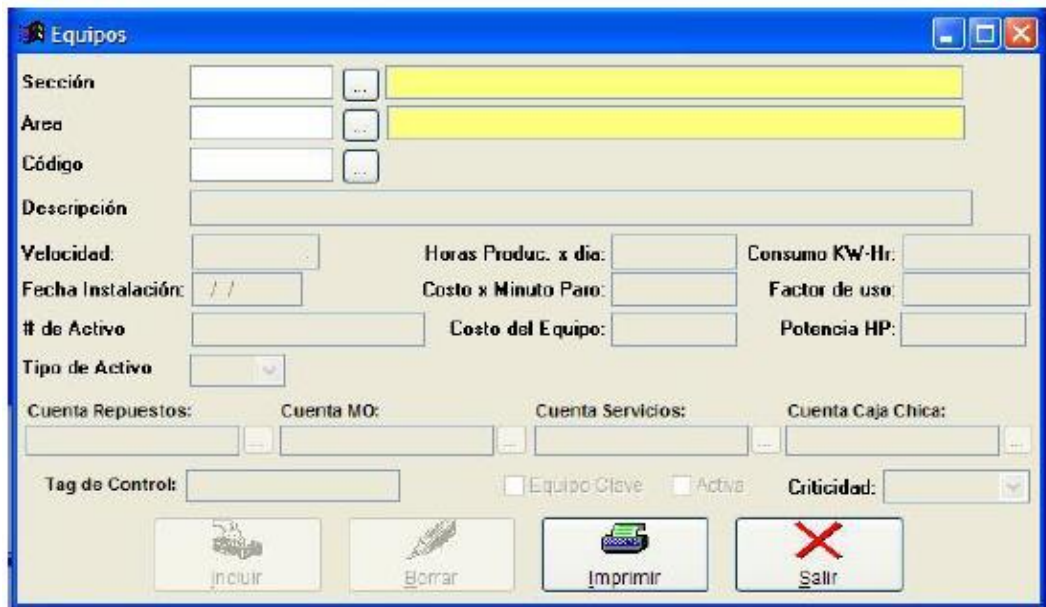 Equipos
Sección ...
Area ...
Código ...
Descripción
Velocidad: . Horas Produc. x dia: Consumo KW-Hr:
Fecha Instalación: / / Costo x Minuto Paro: Factor de uso:
# de Activo Costo del Equipo: Potencia HP:
Tipo de Activo
Cuenta Repuestos: Cuenta MO: Cuenta Servicios: Cuenta Caja Chica:
... ... ... ...
Tag de Control: Equipo Clave Activa Criticidad:
Incluir Borrar Imprimir Salir